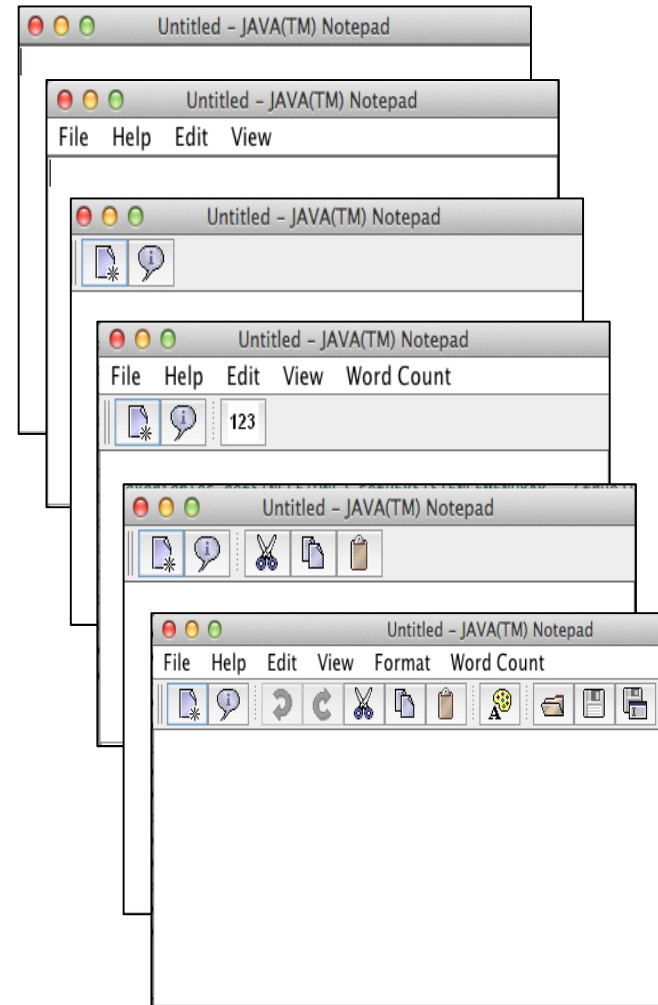 Untitled – JAVA(TM) Notepad
Untitled – JAVA(TM) Notepad
File Help Edit View
Untitled – JAVA(TM) Notepad
Untitled – JAVA(TM) Notepad
File Help Edit View Word Count
123
Untitled – JAVA(TM) Notepad
Untitled – JAVA(TM) Notepad
File Help Edit View Format Word Count